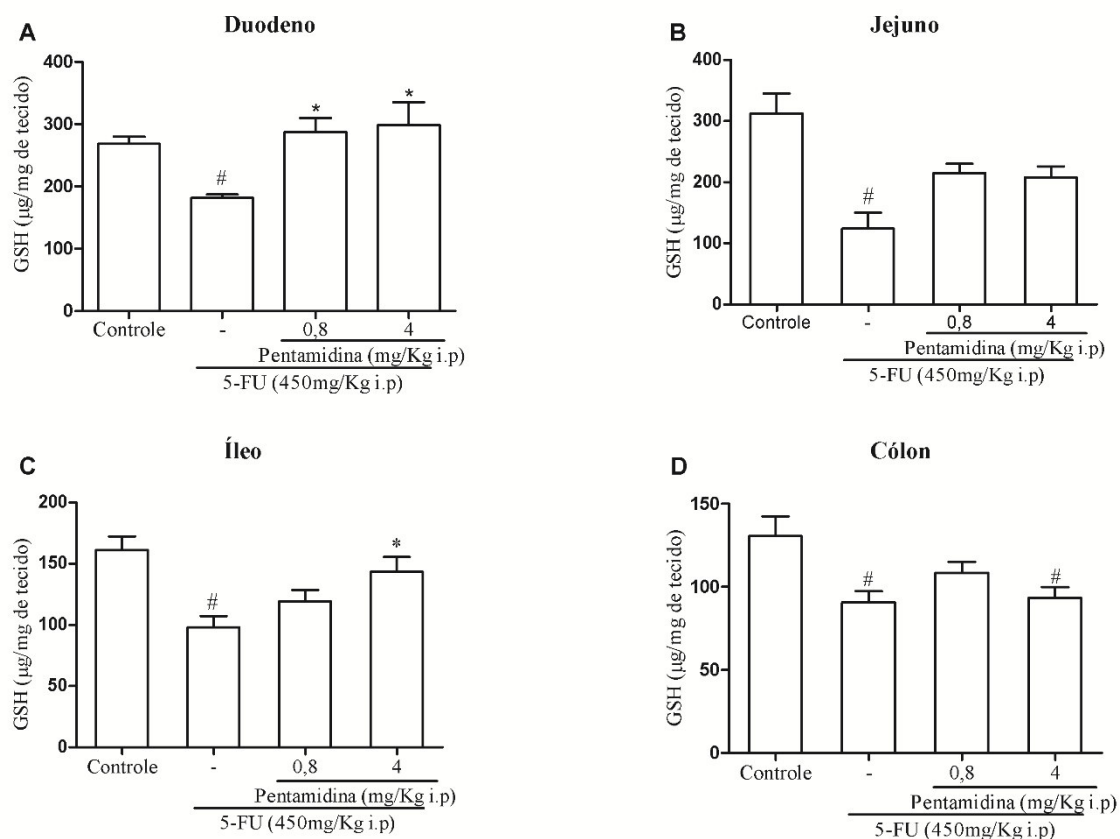 A
Duodeno
GSH (µg/mg de tecido)
400
300
200
100
0
#
*
*
Controle
-
0,8
4
Pentamidina (mg/Kg i.p)
5-FU (450mg/Kg i.p)
B
Jejuno
GSH (µg/mg de tecido)
400
300
200
100
0
#
Controle
-
0,8
4
Pentamidina (mg/Kg i.p)
5-FU (450mg/Kg i.p)
C
Íleo
GSH (µg/mg de tecido)
200
150
100
50
0
#
*
Controle
-
0,8
4
Pentamidina (mg/Kg i.p)
5-FU (450mg/Kg i.p)
D
Cólon
GSH (µg/mg de tecido)
150
100
50
0
#
#
Controle
-
0,8
4
Pentamidina (mg/Kg i.p)
5-FU (450mg/Kg i.p)